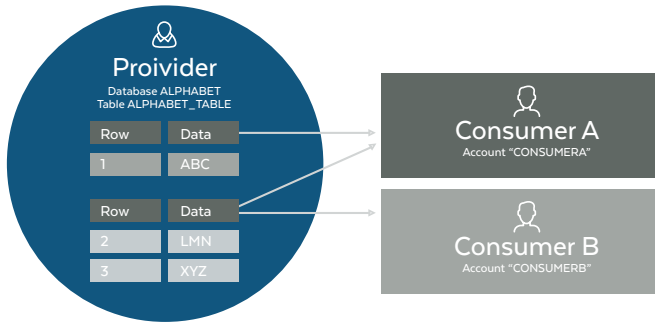 Proivider
Database ALPHABET
Table ALPHABET_TABLE
Row Data
1 ABC
Row Data
2 LMN
3 XYZ
Consumer A
Account "CONSUMERA"
Consumer B
Account "CONSUMERB"